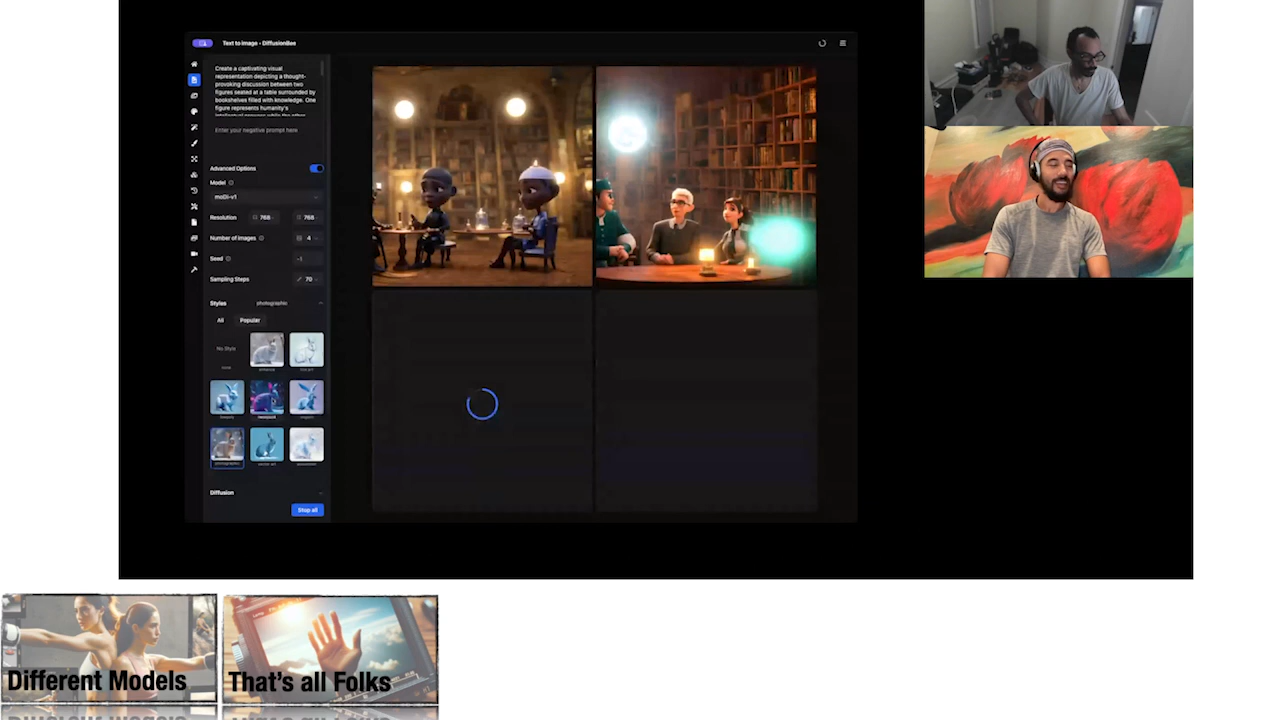 Text to image - DiffusionBee
Create a captivating visual
representation depicting a thought-
provoking discussion between two
figures seated at a table surrounded by
bookshelves filled with knowledge. One
figure represents humanity's
Enter your negative prompt here
Advanced Options
Model
moDi-v1
Resolution 768 768
Number of images 4
Seed -1
Sampling Steps 70
Styles photographic
All Popular
No Style
Diffusion
Stop all
Different Models That's all Folks